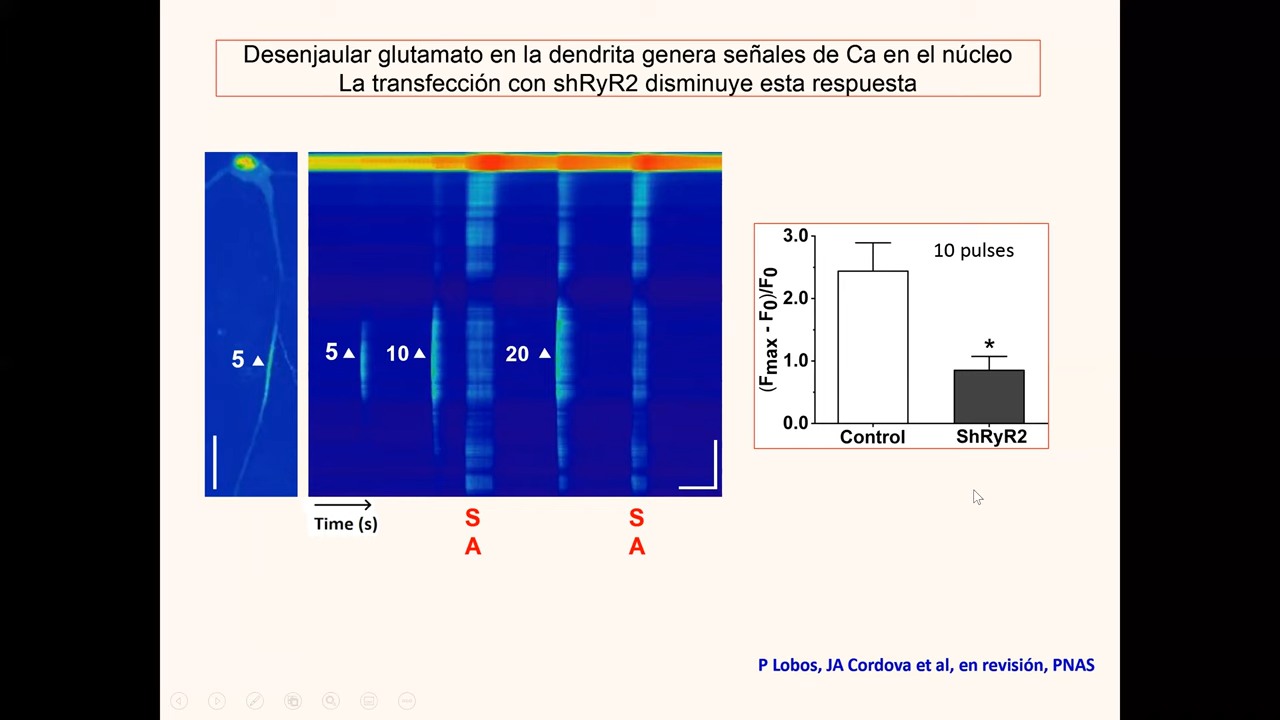 Desenjaular glutamato en la dendrita genera señales de Ca en el núcleo
La transfección con shRyR2 disminuye esta respuesta
5
5
10
20
Time (s)
S
A
S
A
(Fmax - F0)/F0
3.0
2.0
1.0
0.0
10 pulses
*
Control
ShRyR2
P Lobos, JA Cordova et al, en revisión, PNAS